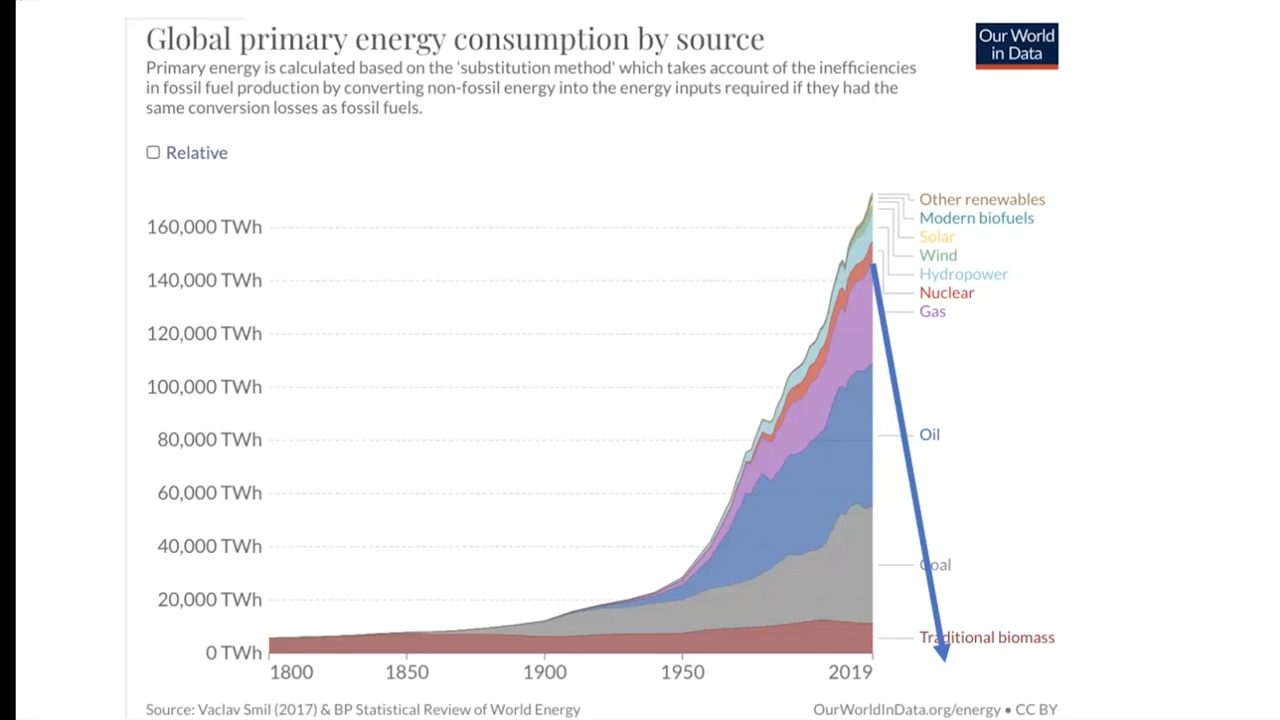 Global primary energy consumption by source
Our World
in Data
Primary energy is calculated based on the 'substitution method' which takes account of the inefficiencies
in fossil fuel production by converting non-fossil energy into the energy inputs required if they had the
same conversion losses as fossil fuels.
Relative
160,000 TWh
140,000 TWh
120,000 TWh
100,000 TWh
80,000 TWh
60,000 TWh
40,000 TWh
20,000 TWh
0 TWh
Other renewables
Modern biofuels
Solar
Wind
Hydropower
Nuclear
Gas
Oil
Coal
Traditional biomass
1800
1850
1900
1950
2019
Source: Vaclav Smil (2017) & BP Statistical Review of World Energy
OurWorldInData.org/energy • CC BY